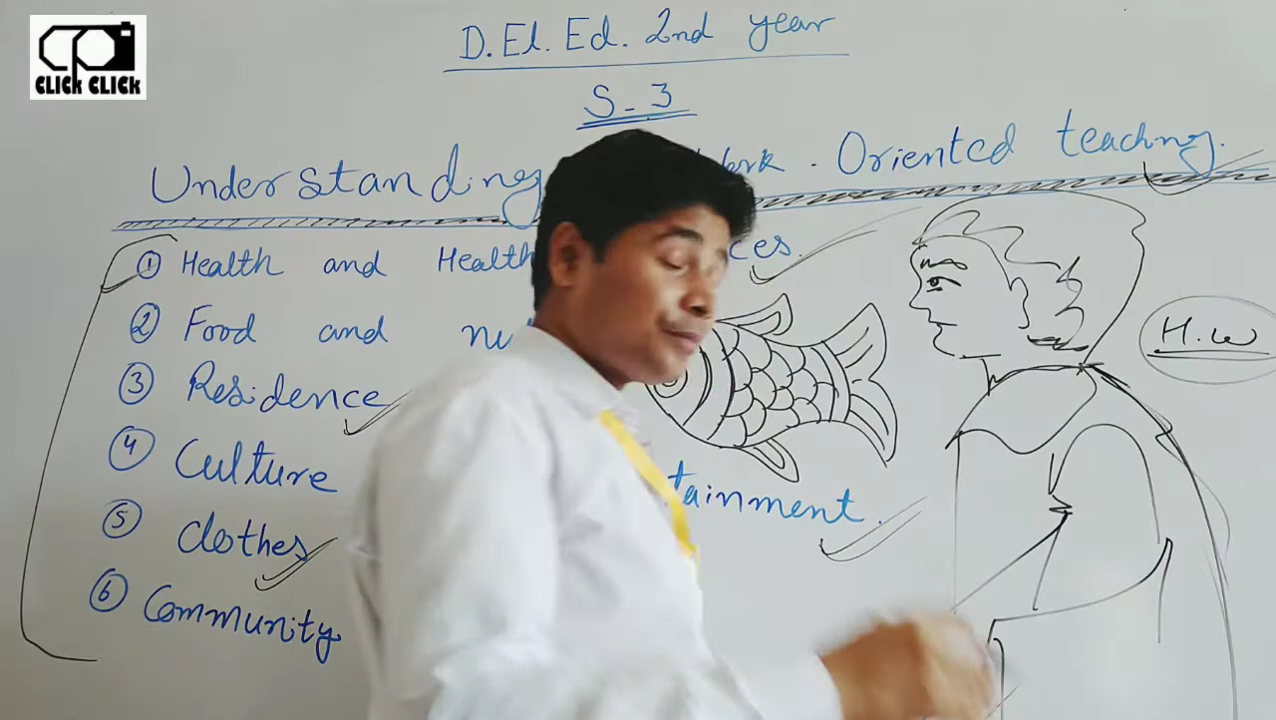 CLICK CLICK
D. El. Ed. 2nd year
S-3
Understanding Oriented teaching.
① Health and Health ces.
② Food and nu
③ Residence
④ Culture tainment.
⑤ Clothes
⑥ Community
H.W